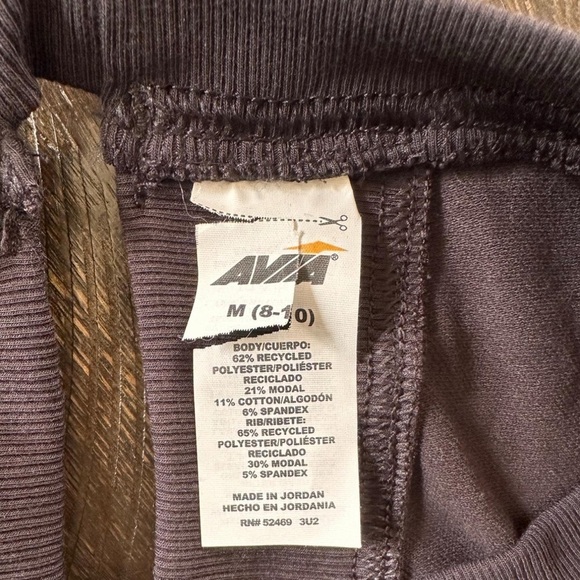 AVIA®
M (8-10)
BODY/CUERPO:
62% RECYCLED
POLYESTER/POLIÉSTER
RECICLADO
21% MODAL
11% COTTON/ALGODÓN
6% SPANDEX
RIB/RIBETE:
65% RECYCLED
POLYESTER/POLIÉSTER
RECICLADO
30% MODAL
5% SPANDEX
MADE IN JORDAN
HECHO EN JORDANIA
RN# 52469 3U2